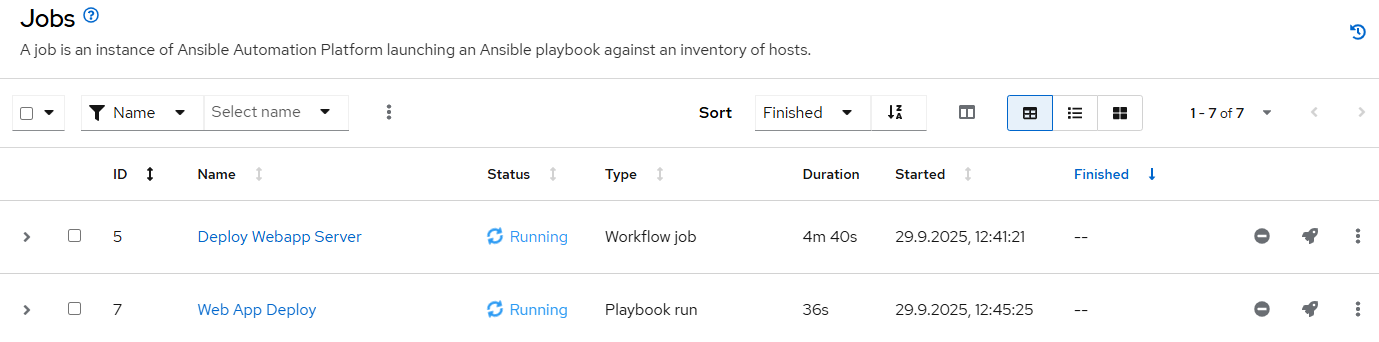 Jobs
A job is an instance of Ansible Automation Platform launching an Ansible playbook against an inventory of hosts.
Name Select name Sort Finished 1 - 7 of 7
ID Name Status Type Duration Started Finished
5 Deploy Webapp Server Running Workflow job 4m 40s 29.9.2025, 12:41:21 --
7 Web App Deploy Running Playbook run 36s 29.9.2025, 12:45:25 --